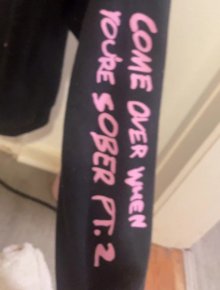 COME OVER WHEN
YOU'RE SOBER PT. 2